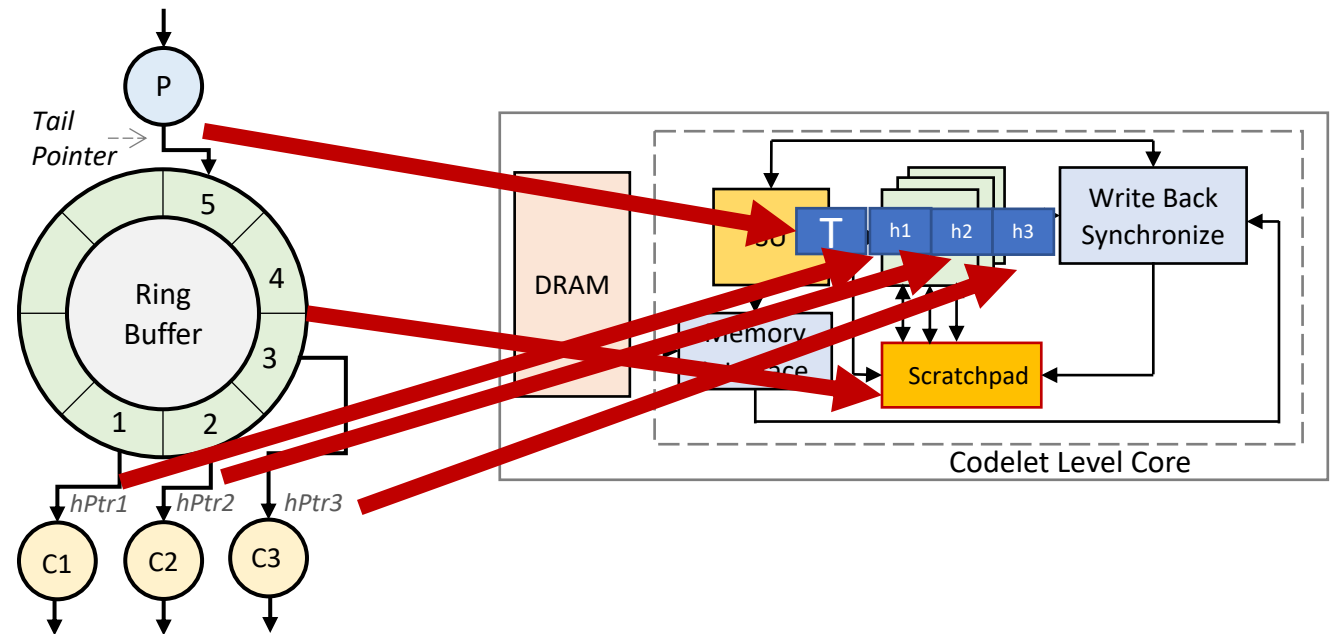 P
Tail
Pointer
5
4
3
2
1
Ring
Buffer
hPtr1
hPtr2
hPtr3
C1
C2
C3
DRAM
T
h1
h2
h3
Write Back
Synchronize
Memory
Scratchpad
Codelet Level Core